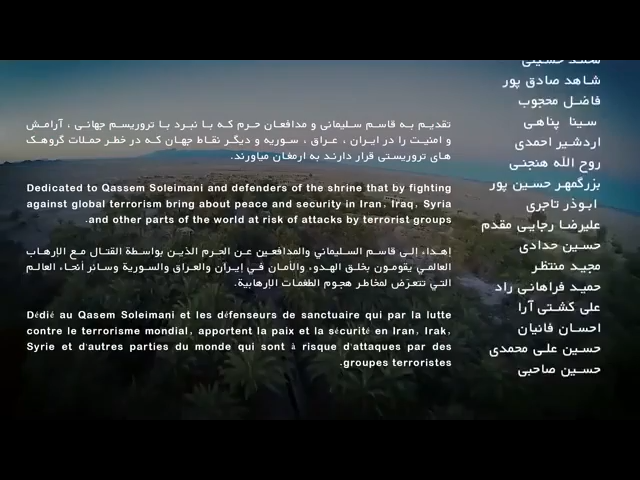 تقدیم به قاسم سلیمانی و مدافعان حرم که با نبرد با تروریسم جهانی ، آرامش
و امنیت را در ایران ، عراق ، سوریه و دیگر نقاط جهان که در خطر حملات گروهک
های تروریستی قرار دارند به ارمغان میاورند.
Dedicated to Qassem Soleimani and defenders of the shrine that by fighting
against global terrorism bring about peace and security in Iran, Iraq, Syria
.and other parts of the world at risk of attacks by terrorist groups
إهداء إلى قاسم السليماني والمدافعين عن الحرم الذين بواسطة القتال مع الإرهاب
العالمي يقومون بخلق الهدوء والأمان في إيران والعراق والسورية وسائر أنحاء العالم
التي تتعرّض لمخاطر هجوم الطغمات الإرهابية.
Dédié au Qasem Soleimani et les défenseurs de sanctuaire qui par la lutte
contre le terrorisme mondial, apportent la paix et la sécurité en Iran, Irak,
Syrie et d'autres parties du monde qui sont à risque d'attaques par des
.groupes terroristes
محمد حسینی
شاهد صادق پور
فاضل محجوب
سینا پناهی
اردشیر احمدی
روح الله هنجنی
بزرگمهر حسین پور
ابوذر تاجری
علیرضا رجایی مقدم
حسین حدادی
مجید منتظر
حمید فراهانی راد
علی کشتی آرا
احسان فانیان
حسین علی محمدی
حسین صاحبی